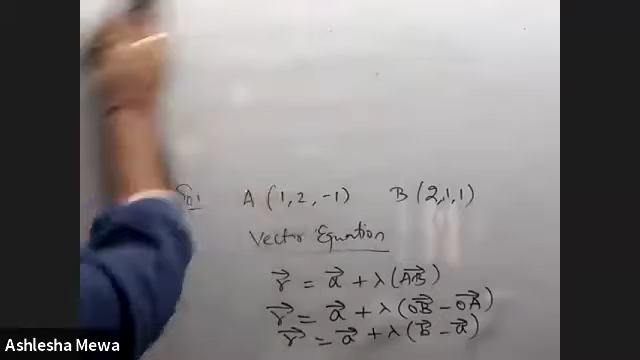 Sol: A (1, 2, -1) B (2, 1, 1)
Vector Equation
r⃗ = a⃗ + λ(AB⃗)
r⃗ = a⃗ + λ(OB⃗ - OA⃗)
r⃗ = a⃗ + λ(b⃗ - a⃗)
Ashlesha Mewa